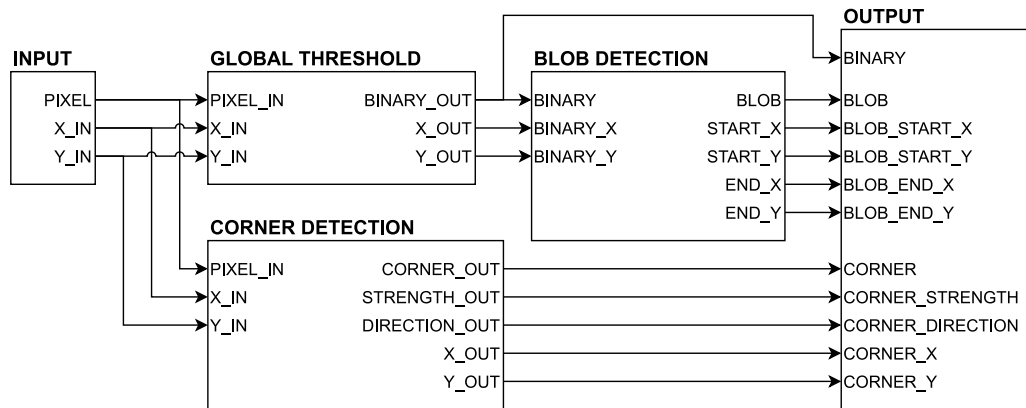 OUTPUT
INPUT
GLOBAL THRESHOLD
BLOB DETECTION
BINARY
PIXEL
PIXEL_IN
BINARY_OUT
BINARY
BLOB
BLOB
X_IN
X_IN
X_OUT
BINARY_X
START_X
BLOB_START_X
Y_IN
Y_IN
Y_OUT
BINARY_Y
START_Y
BLOB_START_Y
END_X
BLOB_END_X
END_Y
BLOB_END_Y
CORNER DETECTION
PIXEL_IN
CORNER_OUT
CORNER
X_IN
STRENGTH_OUT
CORNER_STRENGTH
Y_IN
DIRECTION_OUT
CORNER_DIRECTION
X_OUT
CORNER_X
Y_OUT
CORNER_Y